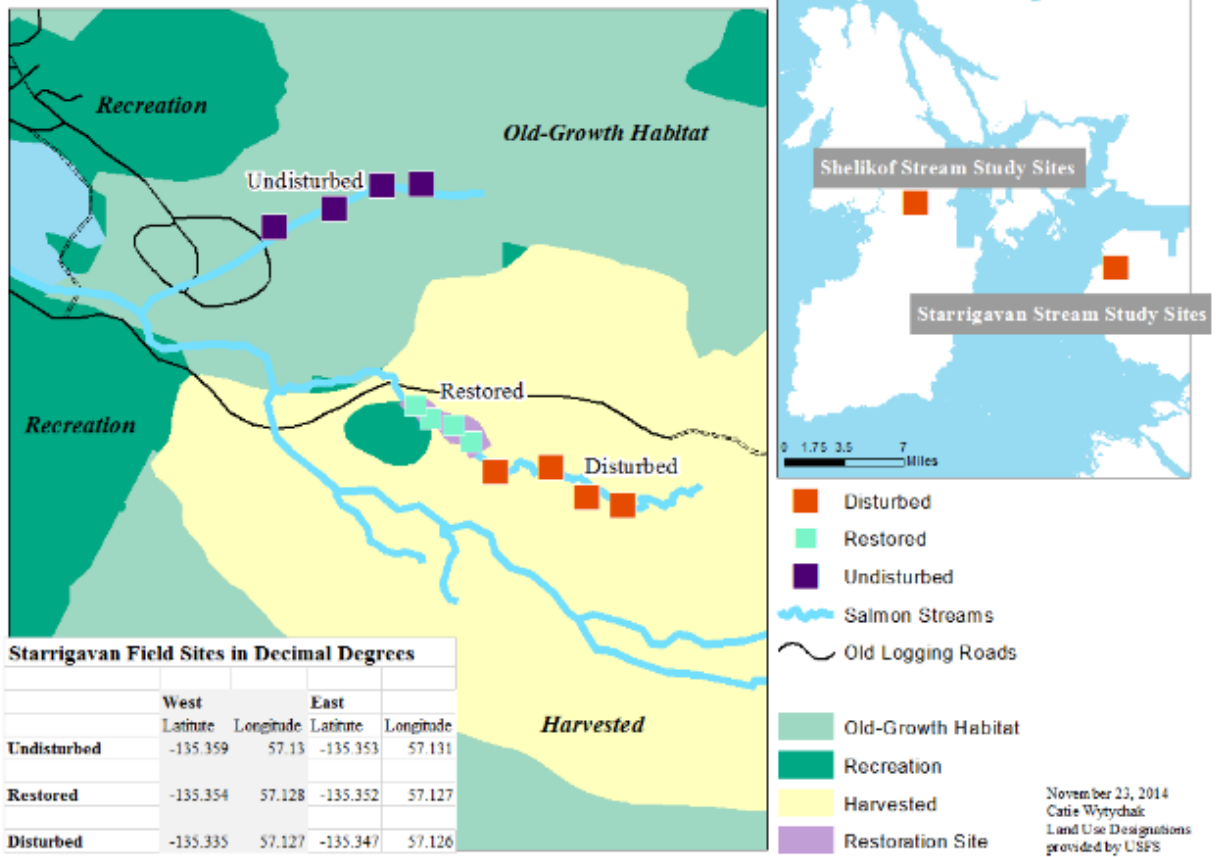 Recreation
Old-Growth Habitat
Undisturbed
Restored
Recreation
Disturbed
Harvested
Starrigavan Field Sites in Decimal Degrees
West East
Latitute Longitude Latitute Longitude
Undisturbed -135.359 57.13 -135.353 57.131
Restored -135.354 57.128 -135.352 57.127
Disturbed -135.335 57.127 -135.347 57.126
Shelikof Stream Study Sites
Starrigavan Stream Study Sites
0 1.75 3.5 7
Miles
Disturbed
Restored
Undisturbed
Salmon Streams
Old Logging Roads
Old-Growth Habitat
Recreation
Harvested
Restoration Site
November 23, 2014
Catie Wytychak
Land Use Designations
provided by USFS